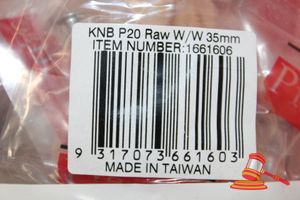 KNB P20 Raw W/W 35mm
ITEM NUMBER:1661606
9 317073 661603
MADE IN TAIWAN